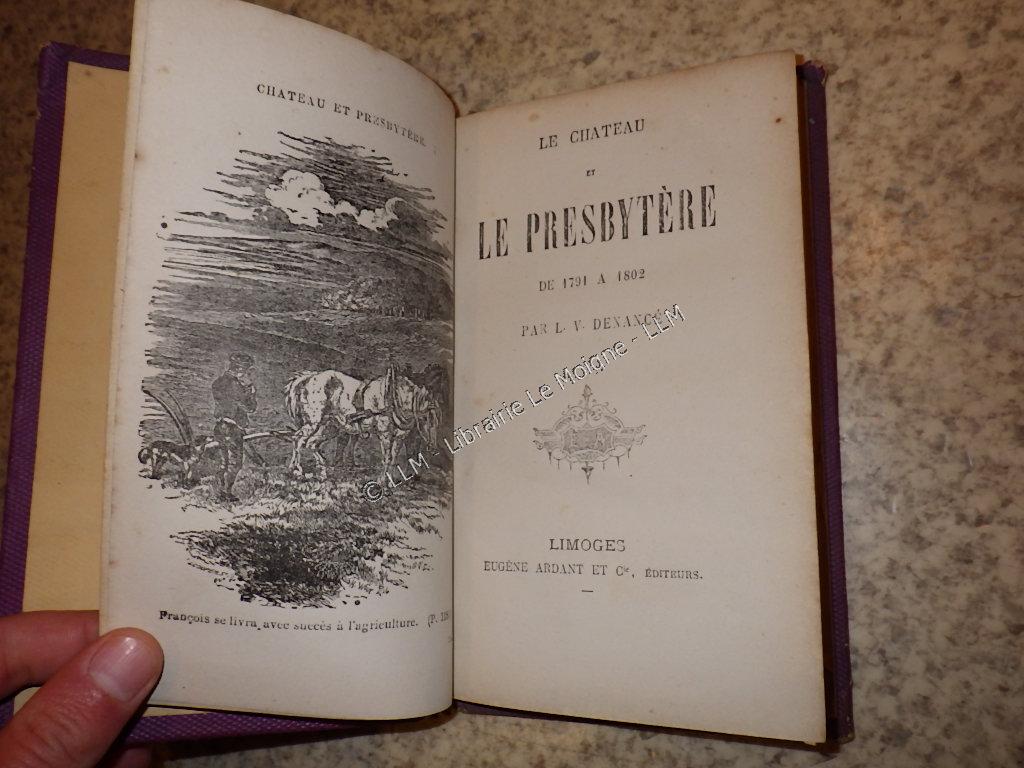 CHATEAU ET PRESBYTÈRE.
François se livra avec succès à l'agriculture. (P.
LE CHATEAU
ET
LE PRESBYTÈRE
DE 1791 A 1802
PAR L. V. DENANCÉ
© LLM - Librairie Le Moigne - LLM
LIMOGES
EUGÈNE ARDANT ET Cie, ÉDITEURS.